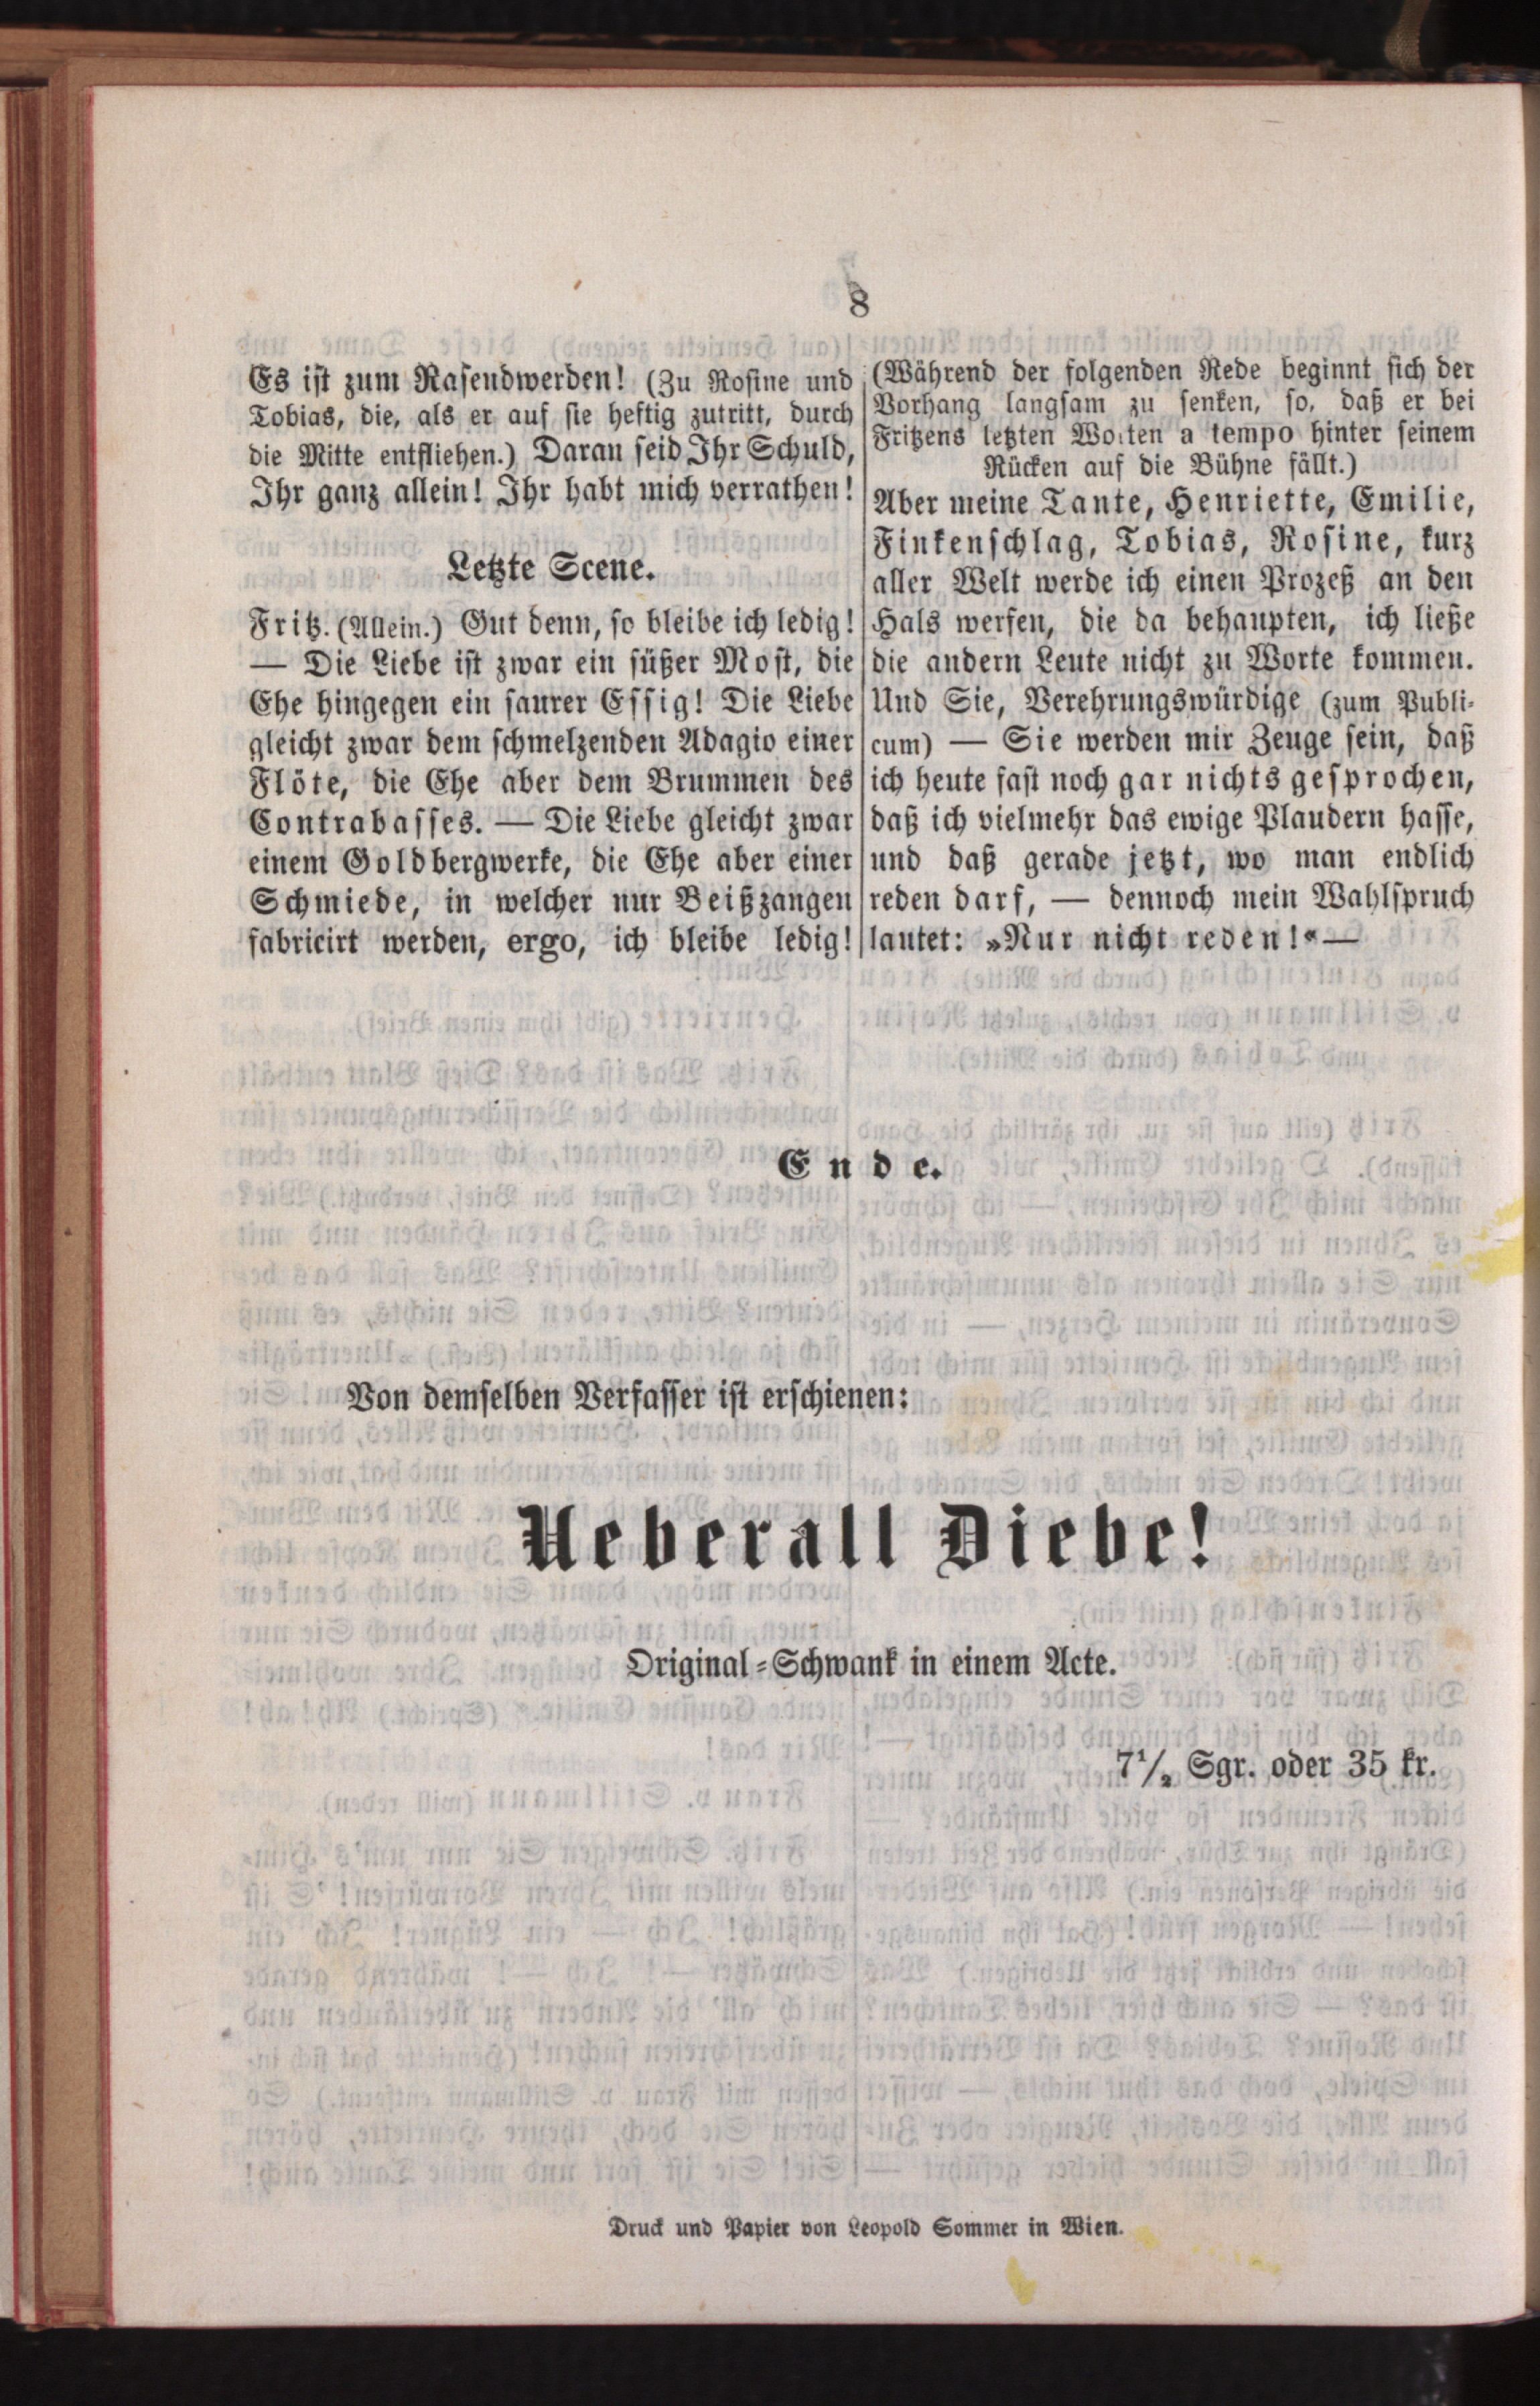 8
Es ist zum Rasendwerden! (Zu Rosine und
Tobias, die, als er auf sie heftig zutritt, durch
die Mitte entfliehen.) Daran seid Ihr Schuld,
Ihr ganz allein! Ihr habt mich verrathen!
Letzte Scene.
Fritz. (Allein.) Gut denn, so bleibe ich ledig!
— Die Liebe ist zwar ein süßer Most, die
Ehe hingegen ein saurer Essig! Die Liebe
gleicht zwar dem schmelzenden Adagio einer
Flöte, die Ehe aber dem Brummen des
Contrabasses. — Die Liebe gleicht zwar
einem Goldbergwerke, die Ehe aber einer
Schmiede, in welcher nur Beißzangen
fabricirt werden, ergo, ich bleibe ledig!
(Während der folgenden Rede beginnt sich der
Vorhang langsam zu senken, so, daß er bei
Fritzens letzten Worten a tempo hinter seinem
Rücken auf die Bühne fällt.)
Aber meine Tante, Henriette, Emilie,
Finkenschlag, Tobias, Rosine, kurz
aller Welt werde ich einen Prozeß an den
Hals werfen, die da behaupten, ich ließe
die andern Leute nicht zu Worte kommen.
Und Sie, Verehrungswürdige (zum Publi-
cum) — Sie werden mir Zeuge sein, daß
ich heute fast noch gar nichts gesprochen,
daß ich vielmehr das ewige Plaudern hasse,
und daß gerade jetzt, wo man endlich
reden darf, — dennoch mein Wahlspruch
lautet: »Nur nicht reden!« —
Ende.
Von demselben Verfasser ist erschienen:
Ueberall Diebe!
Original-Schwank in einem Acte.
7½ Sgr. oder 35 kr.
Druck und Papier von Leopold Sommer in Wien.